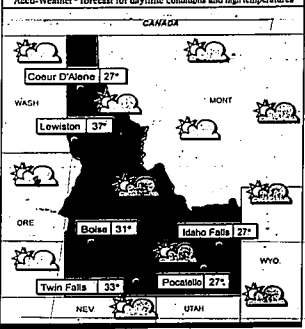 Accu-Weather® forecast for daytime conditions and high temperatures
CANADA
Coeur D'Alene 27°
WASH
MONT
Lewiston 37°
ORE
Boise 31°
Idaho Falls 27°
WYO.
Twin Falls 33°
Pocatello 27°
NEV
UTAH